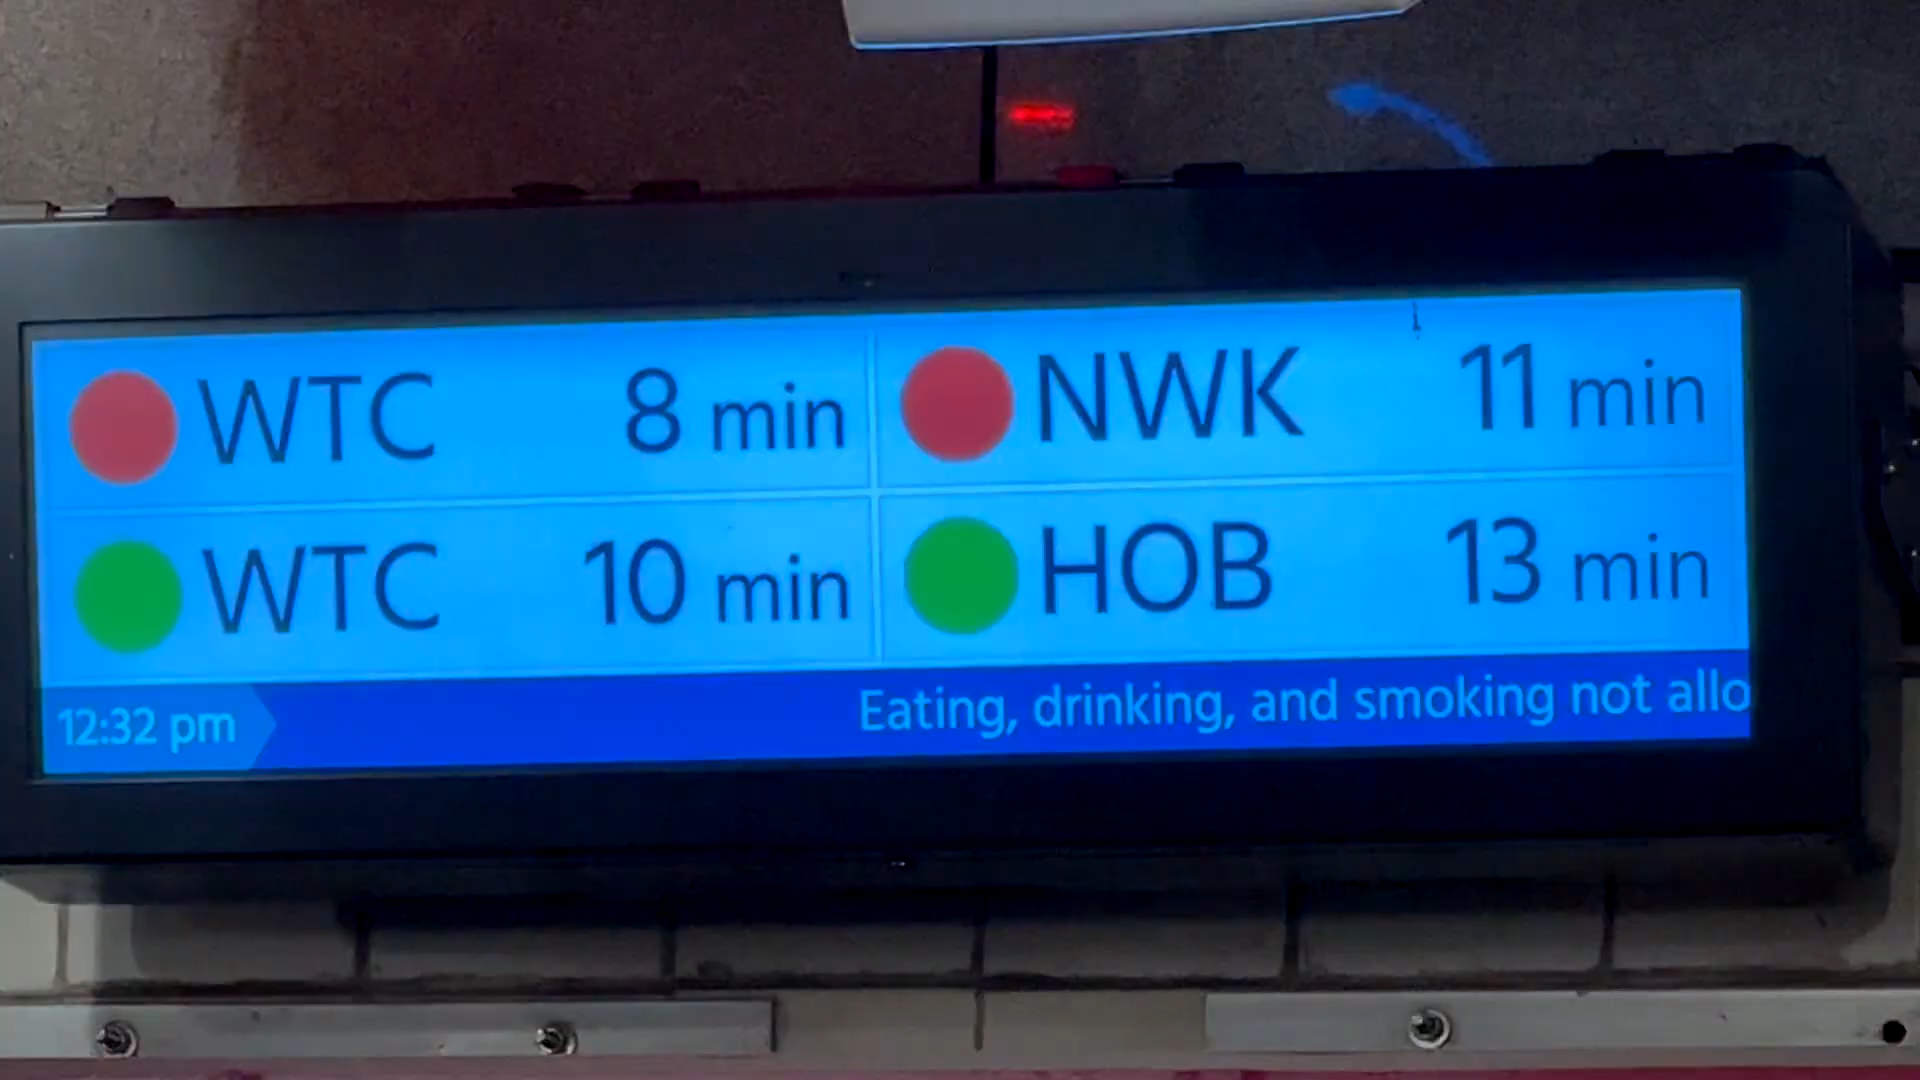 WTC 8 min
NWK 11 min
WTC 10 min
HOB 13 min
12:32 pm
Eating, drinking, and smoking not allo